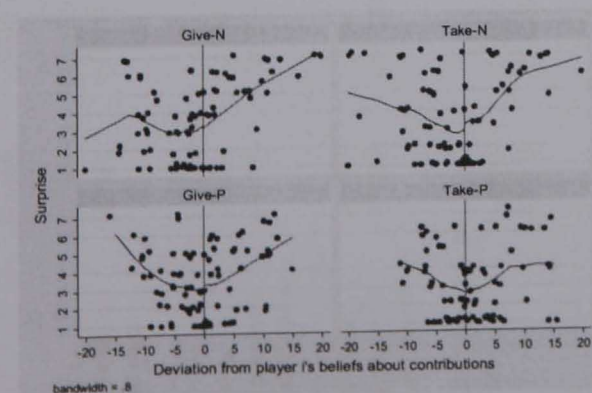 Give-N
Take-N
7
6
5
4
3
2
1
Give-P
Take-P
Surprise
7
6
5
4
3
2
1
-20 -15 -10 -5 0 5 10 15 20 -20 -15 -10 -5 0 5 10 15 20
Deviation from player i's beliefs about contributions
bandwidth = .8